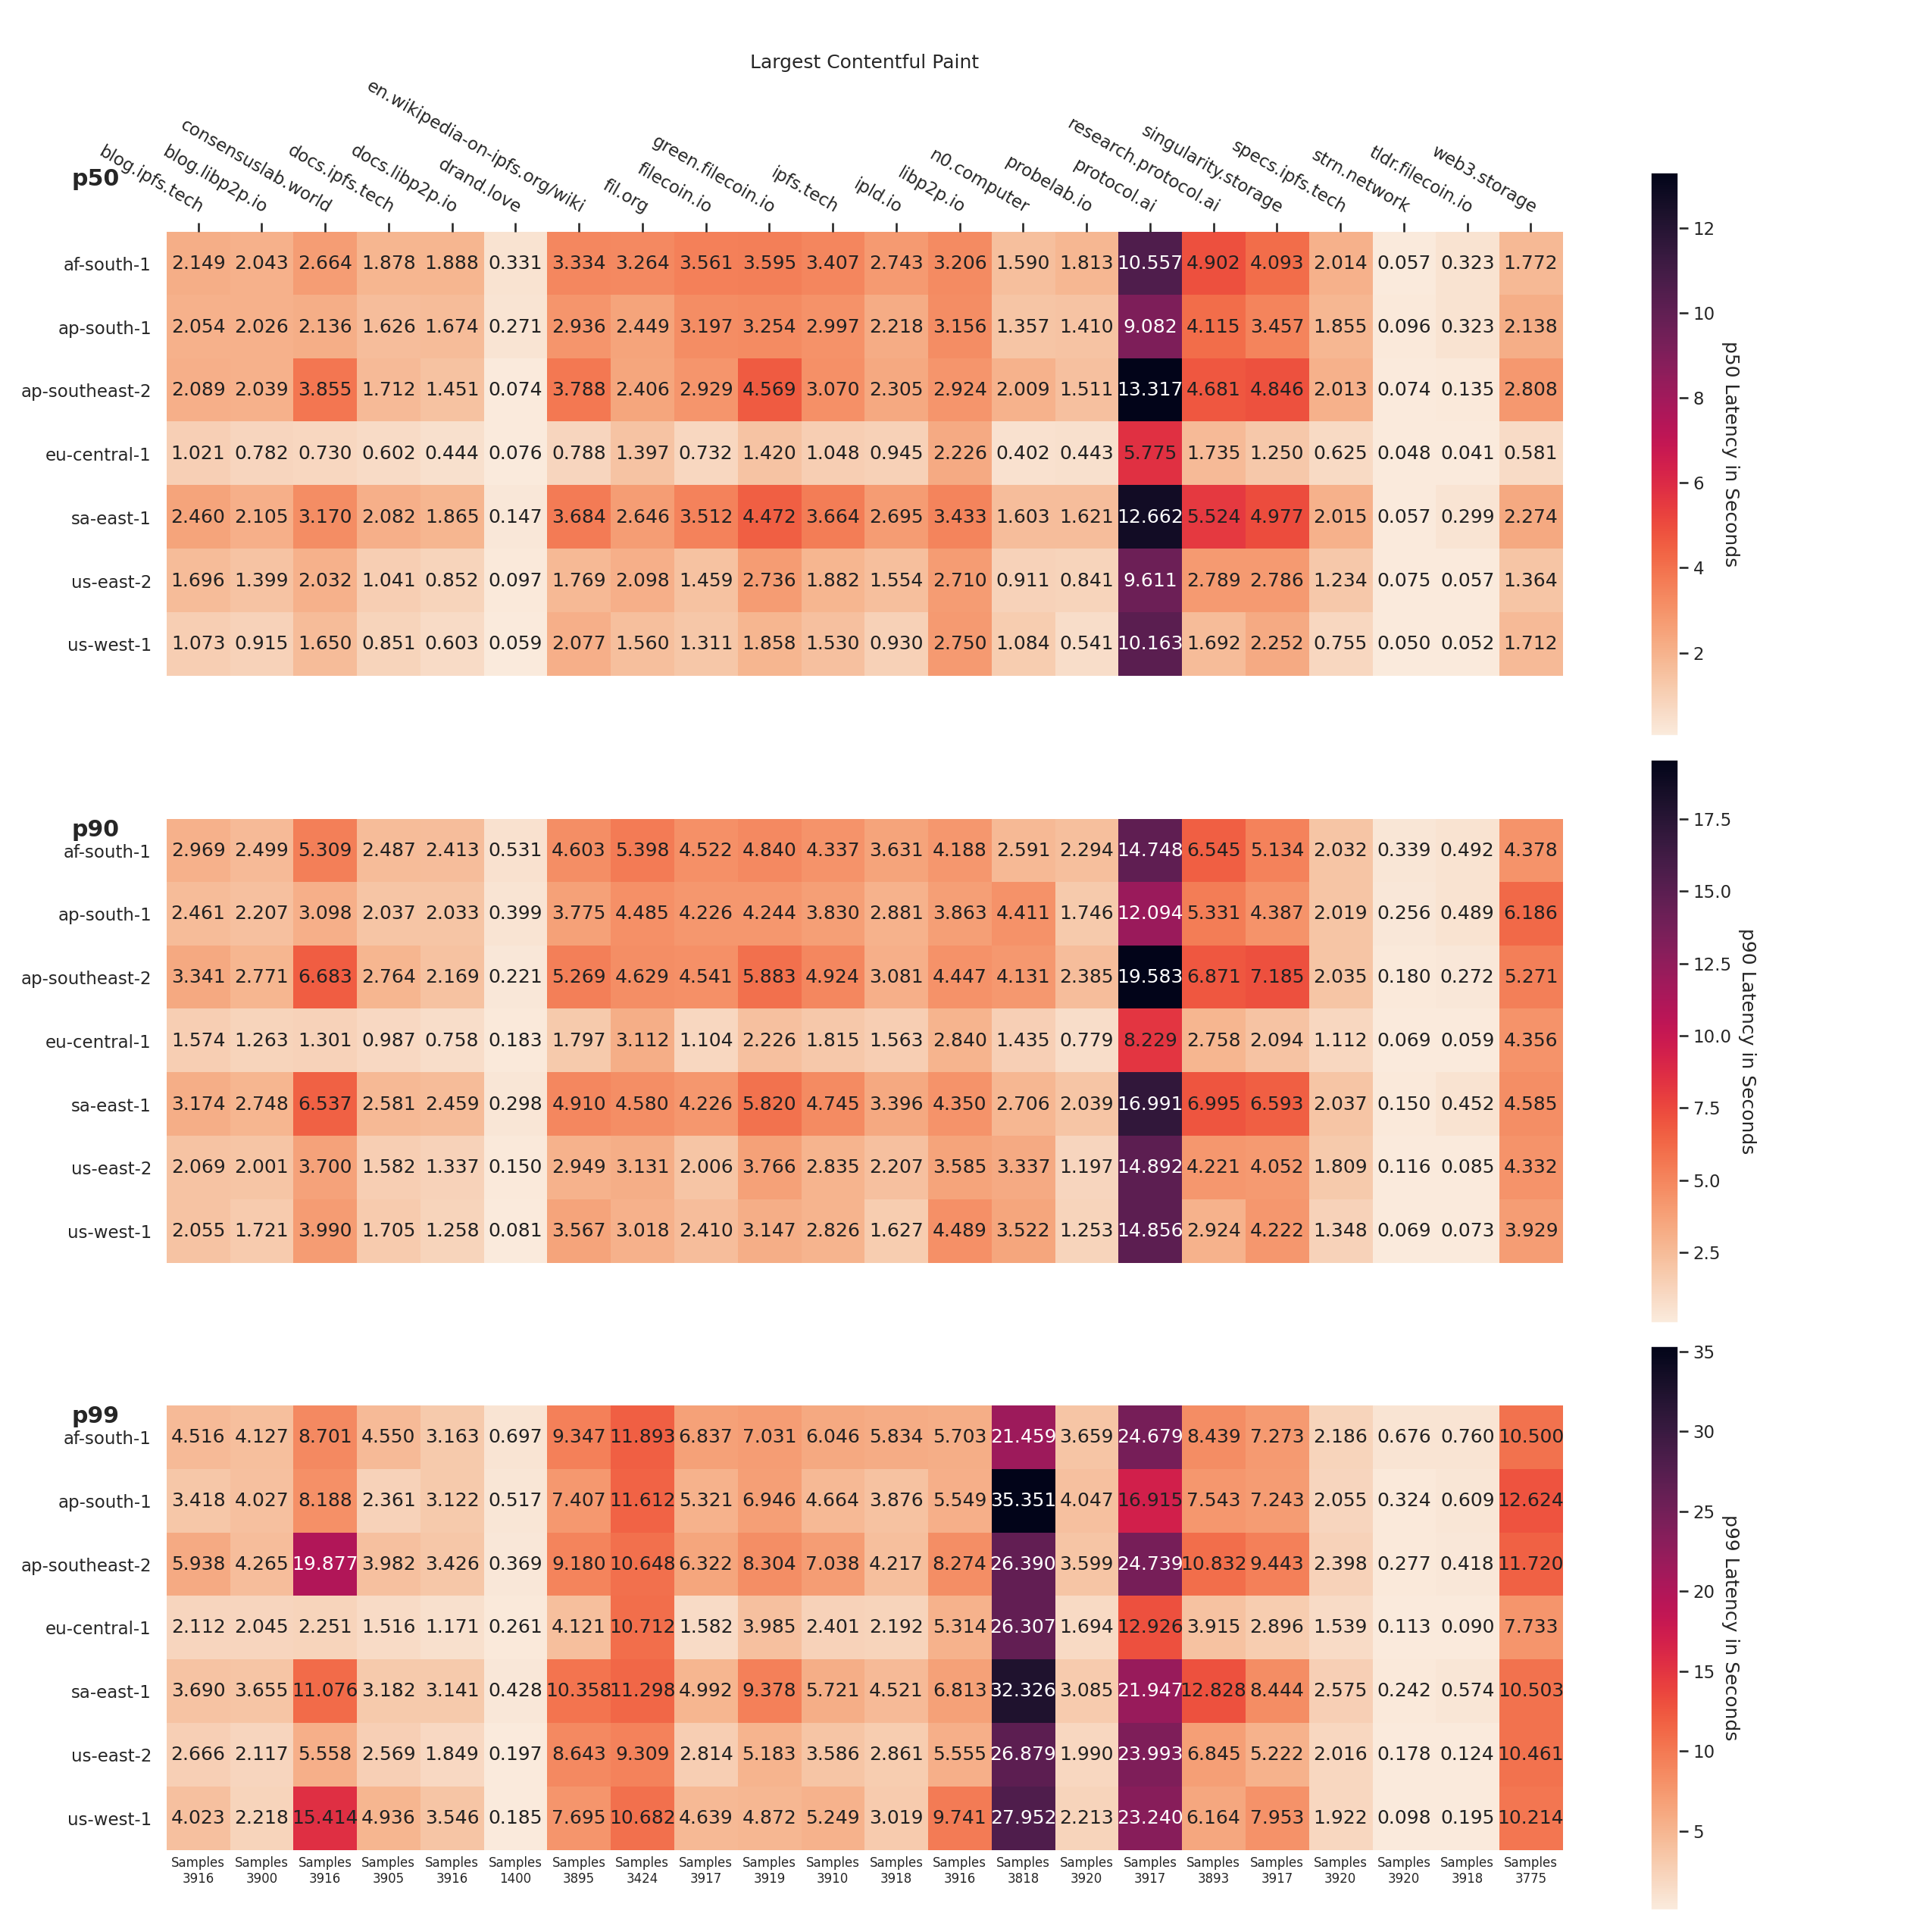 Largest Contentful Paint
p50
blog.ipfs.tech
blog.libp2p.io
consensuslab.world
docs.ipfs.tech
docs.libp2p.io
drand.love
en.wikipedia-on-ipfs.org/wiki
fil.org
filecoin.io
green.filecoin.io
ipfs.tech
ipld.io
libp2p.io
n0.computer
probelab.io
protocol.ai
research.protocol.ai
singularity.storage
specs.ipfs.tech
strn.network
tldr.filecoin.io
web3.storage
af-south-1 2.149 2.043 2.664 1.878 1.888 0.331 3.334 3.264 3.561 3.595 3.407 2.743 3.206 1.590 1.813 10.557 4.902 4.093 2.014 0.057 0.323 1.772
ap-south-1 2.054 2.026 2.136 1.626 1.674 0.271 2.936 2.449 3.197 3.254 2.997 2.218 3.156 1.357 1.410 9.082 4.115 3.457 1.855 0.096 0.323 2.138
ap-southeast-2 2.089 2.039 3.855 1.712 1.451 0.074 3.788 2.406 2.929 4.569 3.070 2.305 2.924 2.009 1.511 13.317 4.681 4.846 2.013 0.074 0.135 2.808
eu-central-1 1.021 0.782 0.730 0.602 0.444 0.076 0.788 1.397 0.732 1.420 1.048 0.945 2.226 0.402 0.443 5.775 1.735 1.250 0.625 0.048 0.041 0.581
sa-east-1 2.460 2.105 3.170 2.082 1.865 0.147 3.684 2.646 3.512 4.472 3.664 2.695 3.433 1.603 1.621 12.662 5.524 4.977 2.015 0.057 0.299 2.274
us-east-2 1.696 1.399 2.032 1.041 0.852 0.097 1.769 2.098 1.459 2.736 1.882 1.554 2.710 0.911 0.841 9.611 2.789 2.786 1.234 0.075 0.057 1.364
us-west-1 1.073 0.915 1.650 0.851 0.603 0.059 2.077 1.560 1.311 1.858 1.530 0.930 2.750 1.084 0.541 10.163 1.692 2.252 0.755 0.050 0.052 1.712
12
10
8
6
4
2
p50 Latency in Seconds
p90
af-south-1 2.969 2.499 5.309 2.487 2.413 0.531 4.603 5.398 4.522 4.840 4.337 3.631 4.188 2.591 2.294 14.748 6.545 5.134 2.032 0.339 0.492 4.378
ap-south-1 2.461 2.207 3.098 2.037 2.033 0.399 3.775 4.485 4.226 4.244 3.830 2.881 3.863 4.411 1.746 12.094 5.331 4.387 2.019 0.256 0.489 6.186
ap-southeast-2 3.341 2.771 6.683 2.764 2.169 0.221 5.269 4.629 4.541 5.883 4.924 3.081 4.447 4.131 2.385 19.583 6.871 7.185 2.035 0.180 0.272 5.271
eu-central-1 1.574 1.263 1.301 0.987 0.758 0.183 1.797 3.112 1.104 2.226 1.815 1.563 2.840 1.435 0.779 8.229 2.758 2.094 1.112 0.069 0.059 4.356
sa-east-1 3.174 2.748 6.537 2.581 2.459 0.298 4.910 4.580 4.226 5.820 4.745 3.396 4.350 2.706 2.039 16.991 6.995 6.593 2.037 0.150 0.452 4.585
us-east-2 2.069 2.001 3.700 1.582 1.337 0.150 2.949 3.131 2.006 3.766 2.835 2.207 3.585 3.337 1.197 14.892 4.221 4.052 1.809 0.116 0.085 4.332
us-west-1 2.055 1.721 3.990 1.705 1.258 0.081 3.567 3.018 2.410 3.147 2.826 1.627 4.489 3.522 1.253 14.856 2.924 4.222 1.348 0.069 0.073 3.929
17.5
15.0
12.5
10.0
7.5
5.0
2.5
p90 Latency in Seconds
p99
af-south-1 4.516 4.127 8.701 4.550 3.163 0.697 9.347 11.893 6.837 7.031 6.046 5.834 5.703 21.459 3.659 24.679 8.439 7.273 2.186 0.676 0.760 10.500
ap-south-1 3.418 4.027 8.188 2.361 3.122 0.517 7.407 11.612 5.321 6.946 4.664 3.876 5.549 35.351 4.047 16.915 7.543 7.243 2.055 0.324 0.609 12.624
ap-southeast-2 5.938 4.265 19.877 3.982 3.426 0.369 9.180 10.648 6.322 8.304 7.038 4.217 8.274 26.390 3.599 24.739 10.832 9.443 2.398 0.277 0.418 11.720
eu-central-1 2.112 2.045 2.251 1.516 1.171 0.261 4.121 10.712 1.582 3.985 2.401 2.192 5.314 26.307 1.694 12.926 3.915 2.896 1.539 0.113 0.090 7.733
sa-east-1 3.690 3.655 11.076 3.182 3.141 0.428 10.358 11.298 4.992 9.378 5.721 4.521 6.813 32.326 3.085 21.947 12.828 8.444 2.575 0.242 0.574 10.503
us-east-2 2.666 2.117 5.558 2.569 1.849 0.197 8.643 9.309 2.814 5.183 3.586 2.861 5.555 26.879 1.990 23.993 6.845 5.222 2.016 0.178 0.124 10.461
us-west-1 4.023 2.218 15.414 4.936 3.546 0.185 7.695 10.682 4.639 4.872 5.249 3.019 9.741 27.952 2.213 23.240 6.164 7.953 1.922 0.098 0.195 10.214
Samples Samples Samples Samples Samples Samples Samples Samples Samples Samples Samples Samples Samples Samples Samples Samples Samples Samples Samples Samples Samples Samples
3916 3900 3916 3905 3916 1400 3895 3424 3917 3919 3910 3918 3916 3818 3920 3917 3893 3917 3920 3920 3918 3775
35
30
25
20
15
10
5
p99 Latency in Seconds